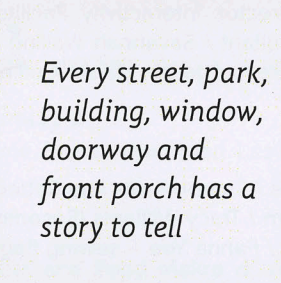 Every street, park,
building, window,
doorway and
front porch has a
story to tell